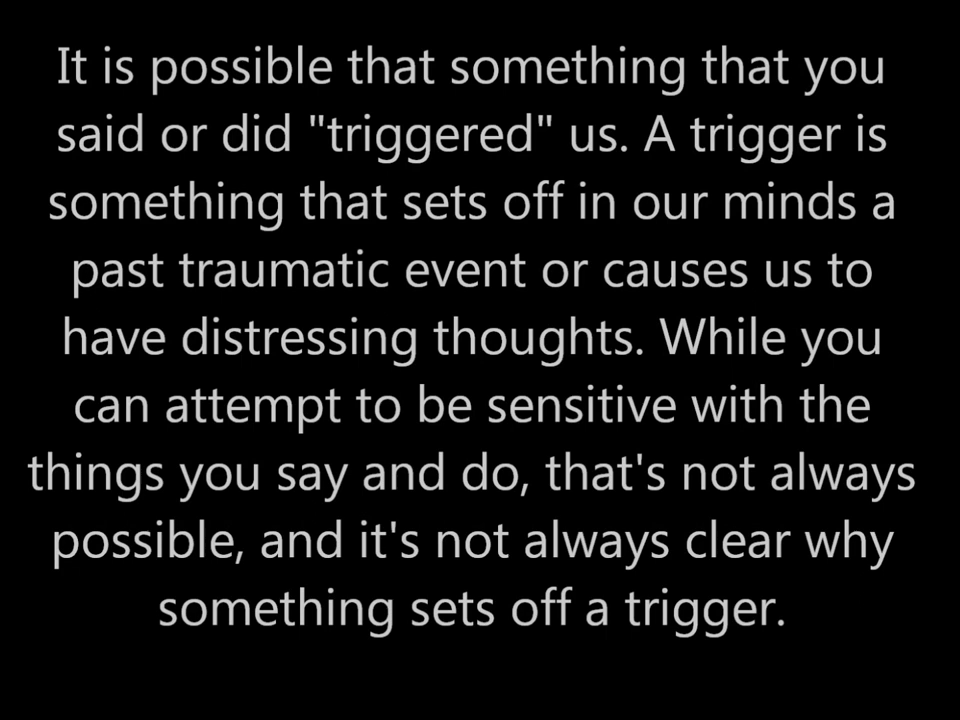 It is possible that something that you
said or did "triggered" us. A trigger is
something that sets off in our minds a
past traumatic event or causes us to
have distressing thoughts. While you
can attempt to be sensitive with the
things you say and do, that's not always
possible, and it's not always clear why
something sets off a trigger.